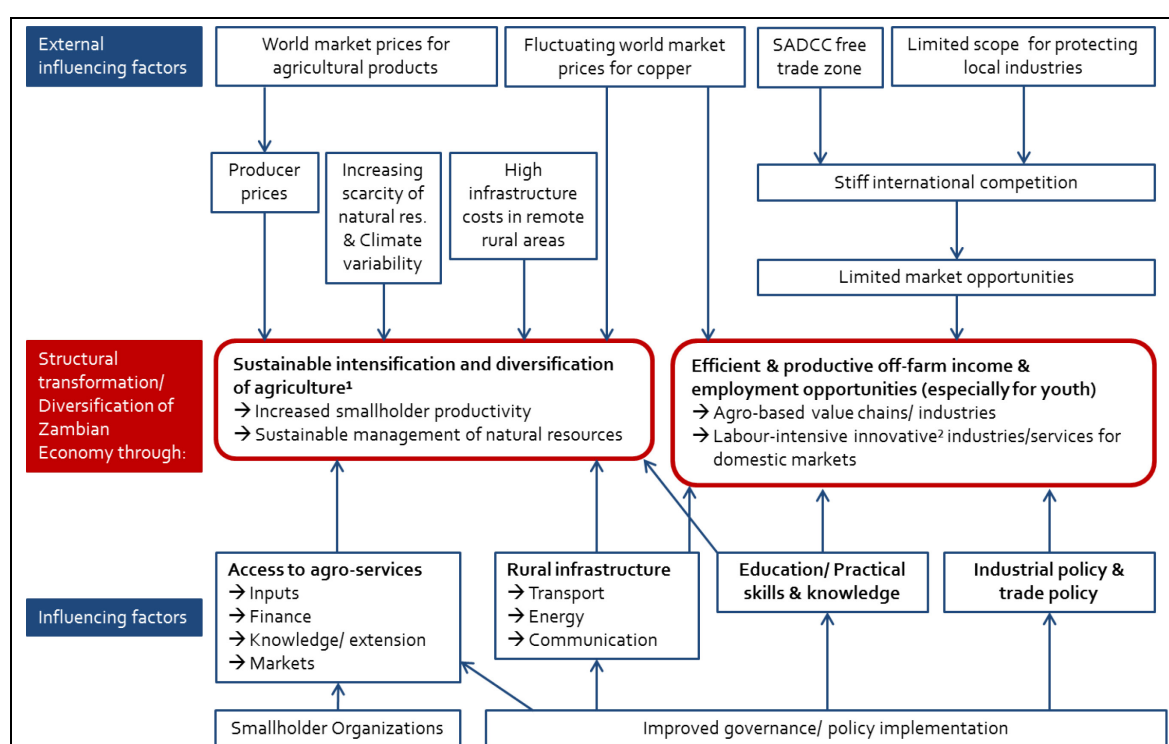 External
influencing factors
World market prices for
agricultural products
Fluctuating world market
prices for copper
SADCC free
trade zone
Limited scope for protecting
local industries
Producer
prices
Increasing
scarcity of
natural res.
& Climate
variability
High
infrastructure
costs in remote
rural areas
Stiff international competition
Limited market opportunities
Structural
transformation/
Diversification of
Zambian
Economy through:
Sustainable intensification and diversification
of agriculture¹
→ Increased smallholder productivity
→ Sustainable management of natural resources
Efficient & productive off-farm income &
employment opportunities (especially for youth)
→ Agro-based value chains/ industries
→ Labour-intensive innovative² industries/services for
domestic markets
Influencing factors
Access to agro-services
→ Inputs
→ Finance
→ Knowledge/ extension
→ Markets
Rural infrastructure
→ Transport
→ Energy
→ Communication
Education/ Practical
skills & knowledge
Industrial policy &
trade policy
Smallholder Organizations
Improved governance/ policy implementation